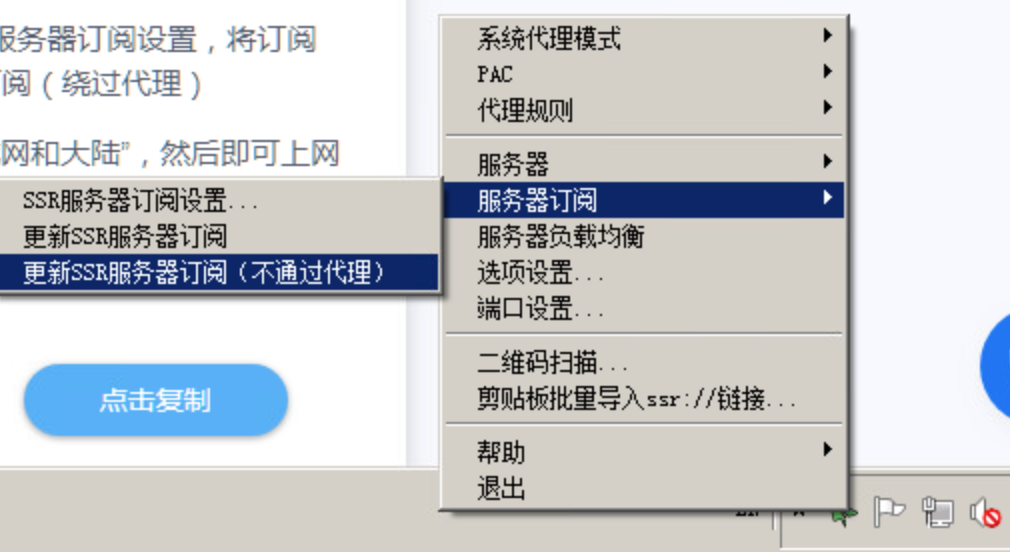 服务器订阅设置，将订阅
阅（绕过代理）
网和大陆”，然后即可上网
SSR服务器订阅设置...
更新SSR服务器订阅
更新SSR服务器订阅（不通过代理）
点击复制
系统代理模式
PAC
代理规则
服务器
服务器订阅
服务器负载均衡
选项设置...
端口设置...
二维码扫描...
剪贴板批量导入ssr://链接...
帮助
退出